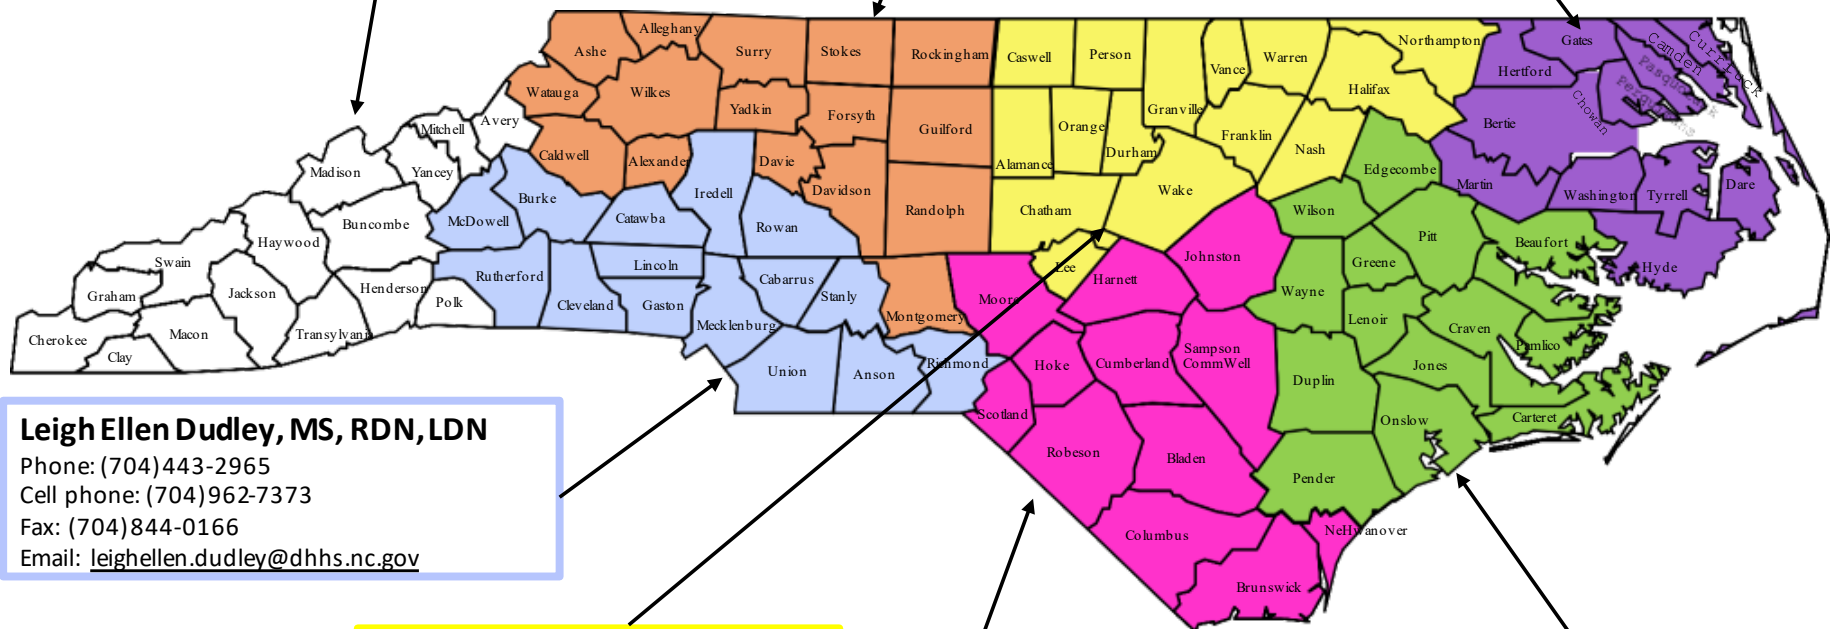 Alleghany
Ashe
Surry
Stokes
Rockingham
Caswell
Person
Vance
Warren
Northampton
Gates
Camden
Currituck
Hertford
Watauga
Wilkes
Yadkin
Forsyth
Guilford
Granville
Halifax
Pasquotank
Perquimans
Chowan
Bertie
Mitchell
Avery
Orange
Durham
Franklin
Nash
Caldwell
Alexander
Davie
Alamance
Edgecombe
Madison
Yancey
Davidson
Iredell
Wake
Martin
Washington
Tyrrell
Dare
Burke
McDowell
Catawba
Rowan
Randolph
Chatham
Wilson
Pitt
Beaufort
Buncombe
Haywood
Swain
Rutherford
Lincoln
Cabarrus
Stanly
Lee
Harnett
Johnston
Greene
Hyde
Graham
Jackson
Henderson
Polk
Cleveland
Gaston
Mecklenburg
Montgomery
Moore
Wayne
Lenoir
Craven
Pamlico
Cherokee
Clay
Macon
Transylvani
Union
Anson
Richmond
Hoke
Cumberland
Sampson
CommWell
Duplin
Jones
Onslow
Carteret
Scotland
Robeson
Bladen
Pender
Columbus
NeHwanover
Brunswick
Leigh Ellen Dudley, MS, RDN, LDN
Phone: (704)443-2965
Cell phone: (704)962-7373
Fax: (704)844-0166
Email: leighellen.dudley@dhhs.nc.gov